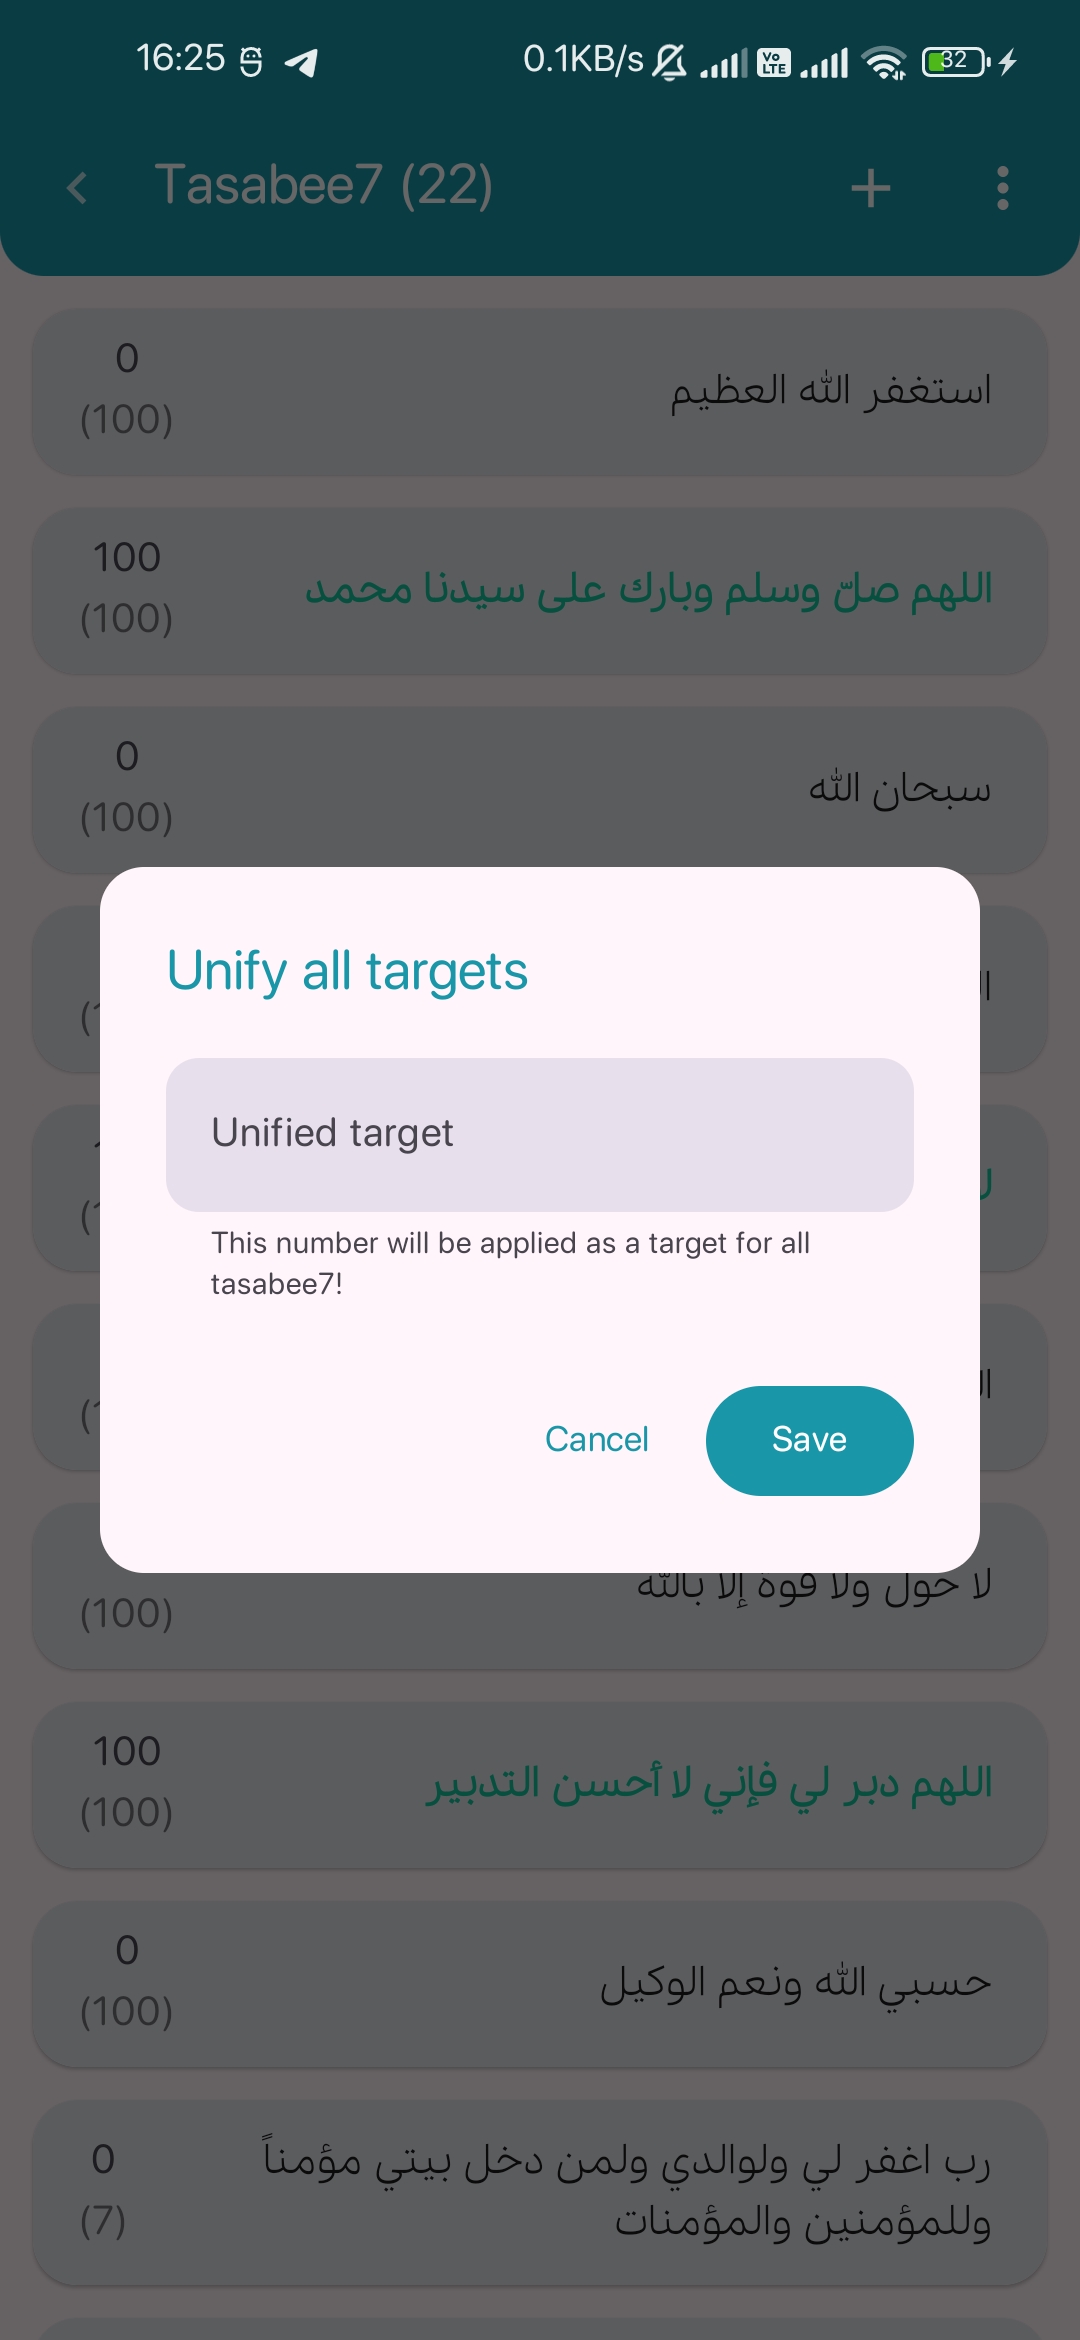 16:25 0.1KB/s Vo LTE 32
Tasabee7 (22)
0
(100)
استغفر الله العظيم
100
(100)
اللهم صلّ وسلم وبارك على سيدنا محمد
0
(100)
سبحان الله
Unify all targets
Unified target
This number will be applied as a target for all
tasabee7!
Cancel Save
(100)
لا حول ولا قوة إلا بالله
100
(100)
اللهم دبر لي فإني لا أحسن التدبير
0
(100)
حسبي الله ونعم الوكيل
0
(7)
رب اغفر لي ولوالدي ولمن دخل بيتي مؤمناً
وللمؤمنين والمؤمنات